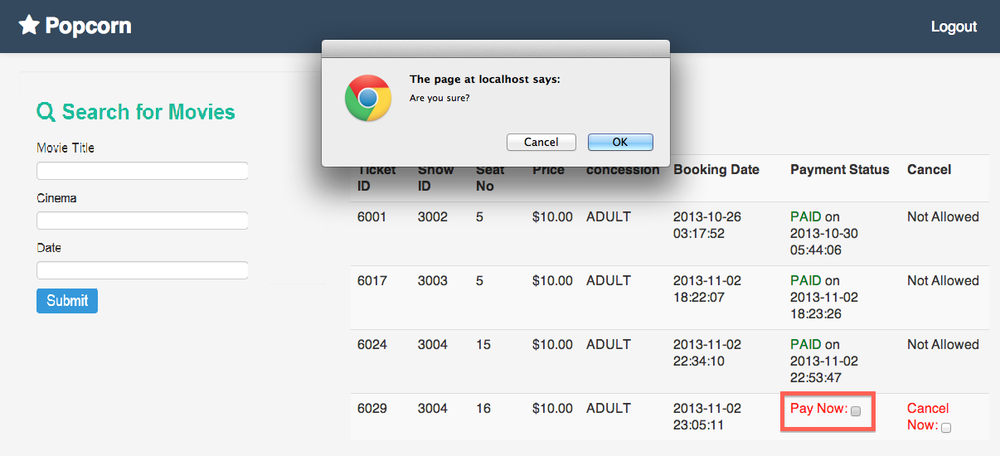 Popcorn
Logout
The page at localhost says:
Are you sure?
Cancel
OK
Search for Movies
Movie Title
Cinema
Date
Submit
Ticket ID Show ID Seat No Price concession Booking Date Payment Status Cancel
6001 3002 5 $10.00 ADULT 2013-10-26 PAID on Not Allowed
03:17:52 2013-10-30
05:44:06
6017 3003 5 $10.00 ADULT 2013-11-02 PAID on Not Allowed
18:22:07 2013-11-02
18:23:26
6024 3004 15 $10.00 ADULT 2013-11-02 PAID on Not Allowed
22:34:10 2013-11-02
22:53:47
6029 3004 16 $10.00 ADULT 2013-11-02 Pay Now: Cancel
23:05:11 Now: